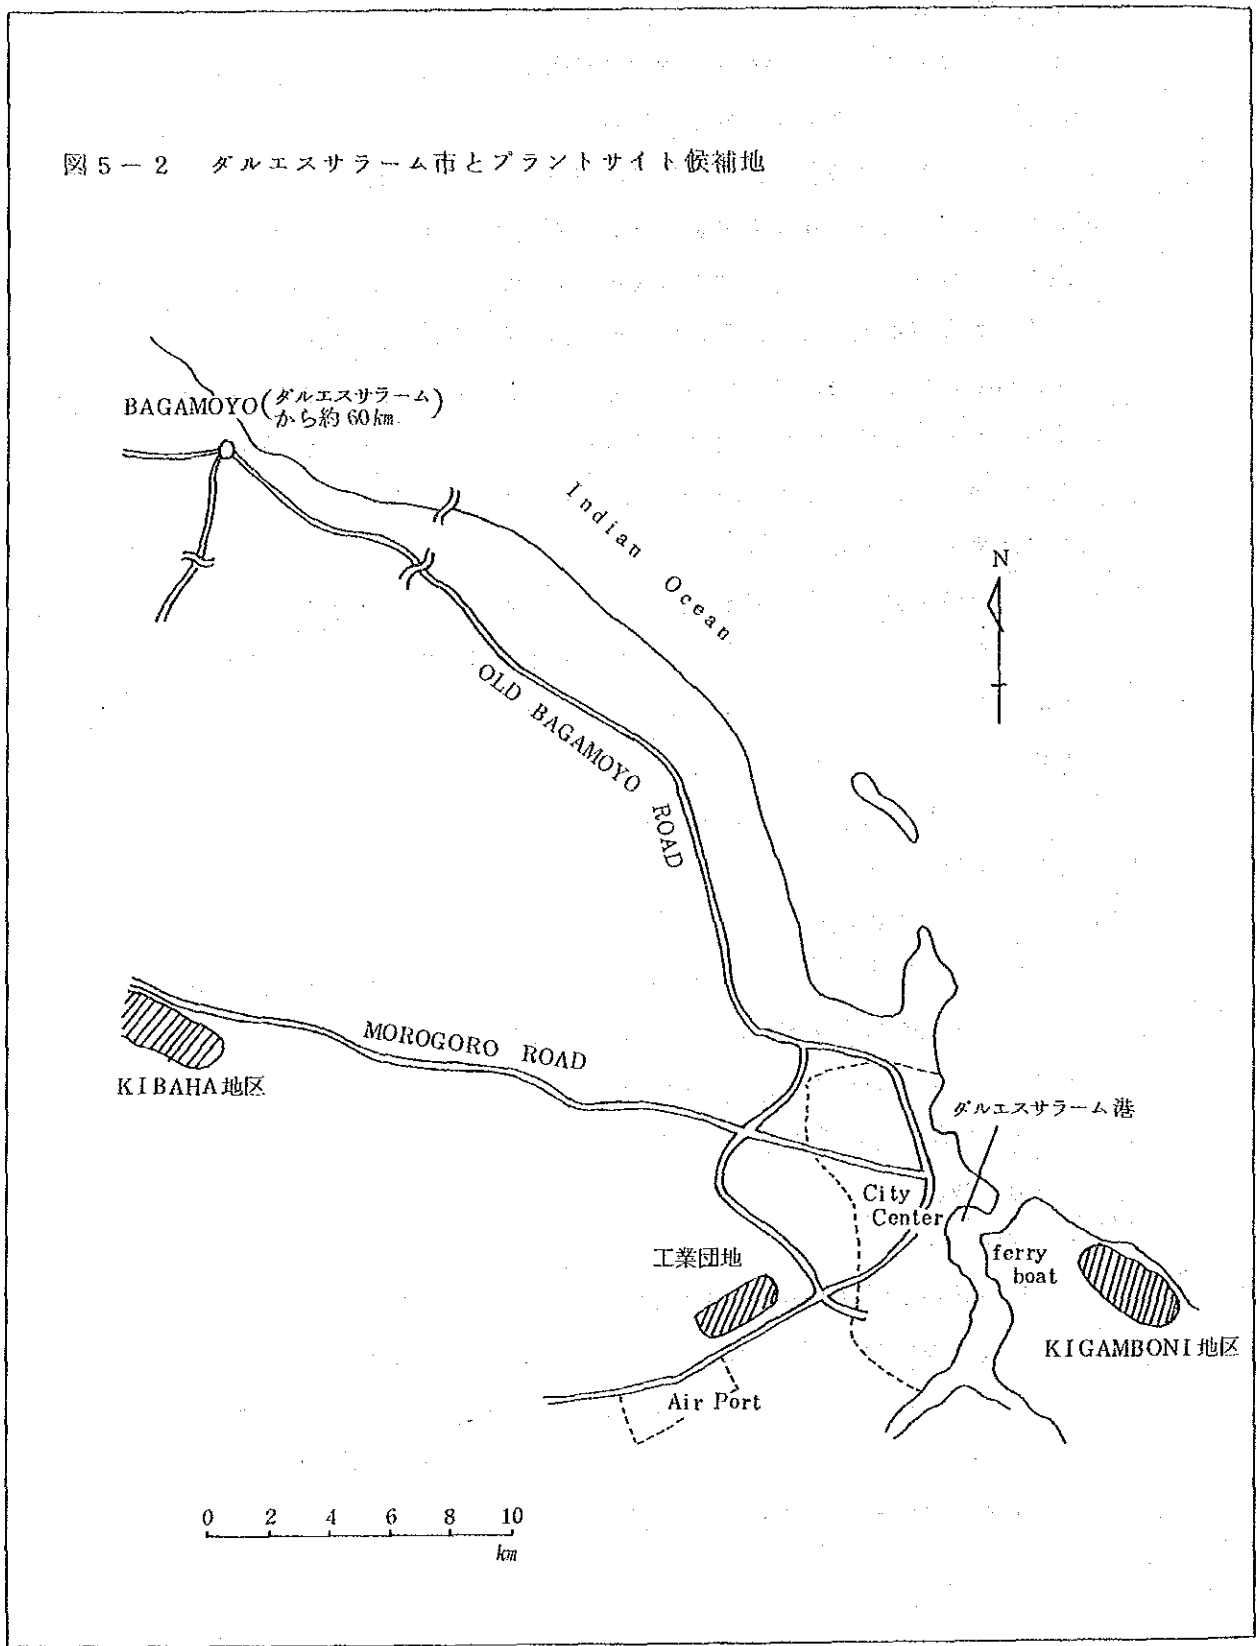 図5－2　ダルエスサラーム市とプラントサイト候補地
BAGAMOYO(ダルエスサラーム
から約60km)
Indian Ocean
N
OLD BAGAMOYO ROAD
MOROGORO ROAD
KIBAHA地区
ダルエスサラーム港
City
Center
工業団地
ferry
boat
KIGAMBONI地区
Air Port
0 2 4 6 8 10
km